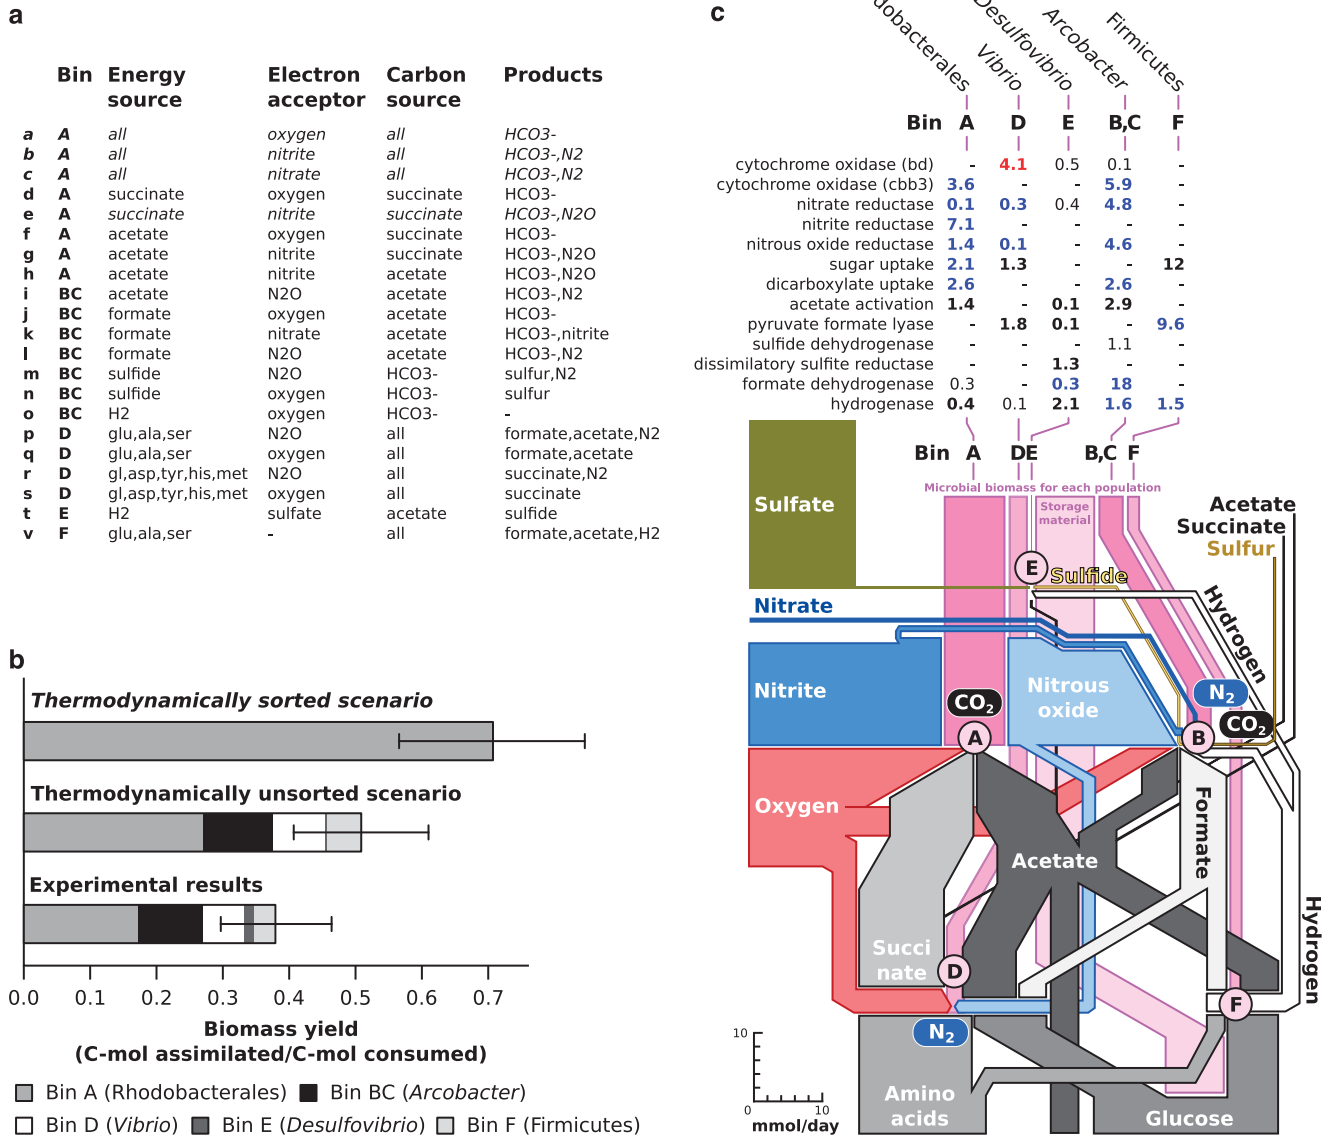 a
Bin Energy source Electron acceptor Carbon source Products
a A all oxygen all HCO3-
b A all nitrite all HCO3-,N2
c A all nitrate all HCO3-,N2
d A succinate oxygen succinate HCO3-
e A succinate nitrite succinate HCO3-,N2O
f A acetate oxygen succinate HCO3-
g A acetate nitrite succinate HCO3-,N2O
h A acetate nitrite acetate HCO3-,N2O
i BC acetate N2O acetate HCO3-,N2
j BC formate oxygen acetate HCO3-
k BC formate nitrate acetate HCO3-,nitrite
l BC formate N2O acetate HCO3-,N2
m BC sulfide N2O HCO3- sulfur,N2
n BC sulfide oxygen HCO3- sulfur
o BC H2 oxygen HCO3- -
p D glu,ala,ser N2O all formate,acetate,N2
q D glu,ala,ser oxygen all formate,acetate
r D gl,asp,tyr,his,met N2O all succinate,N2
s D gl,asp,tyr,his,met oxygen all succinate
t E H2 sulfate acetate sulfide
v F glu,ala,ser - all formate,acetate,H2
b
Thermodynamically sorted scenario
Thermodynamically unsorted scenario
Experimental results
0.0 0.1 0.2 0.3 0.4 0.5 0.6 0.7
Biomass yield
(C-mol assimilated/C-mol consumed)
Bin A (Rhodobacterales) Bin BC (Arcobacter)
Bin D (Vibrio) Bin E (Desulfovibrio) Bin F (Firmicutes)
c
dobacterales Vibrio Desulfovibrio Arcobacter Firmicutes
Bin A D E B,C F
cytochrome oxidase (bd) - 4.1 0.5 0.1 -
cytochrome oxidase (cbb3) 3.6 - - 5.9 -
nitrate reductase 0.1 0.3 0.4 4.8 -
nitrite reductase 7.1 - - - -
nitrous oxide reductase 1.4 0.1 - 4.6 -
sugar uptake 2.1 1.3 - - 12
dicarboxylate uptake 2.6 - - 2.6 -
acetate activation 1.4 - 0.1 2.9 -
pyruvate formate lyase - 1.8 0.1 - 9.6
sulfide dehydrogenase - - - 1.1 -
dissimilatory sulfite reductase - - 1.3 - -
formate dehydrogenase 0.3 - 0.3 18 -
hydrogenase 0.4 0.1 2.1 1.6 1.5
Bin A D E B,C F
Microbial biomass for each population
Storage
material
Acetate
Succinate
Sulfur
Sulfate
E
Sulfide
Hydrogen
Nitrate
Nitrite
Nitrous
oxide
CO2
N2
CO2
A
B
Oxygen
Formate
Acetate
Succi
nate
D
Hydrogen
F
N2
Amino
acids
Glucose
10
0 10
mmol/day